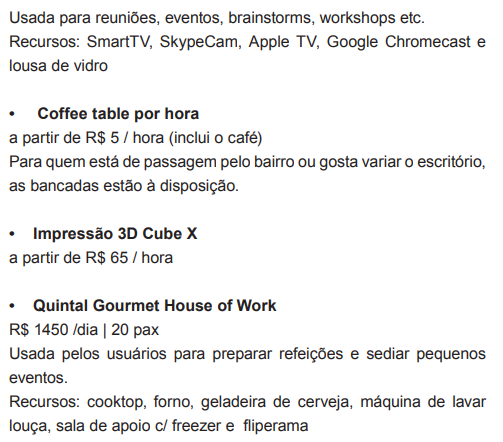 Usada para reuniões, eventos, brainstorms, workshops etc.
Recursos: SmartTV, SkypeCam, Apple TV, Google Chromecast e
lousa de vidro
• Coffee table por hora
a partir de R$ 5 / hora (inclui o café)
Para quem está de passagem pelo bairro ou gosta variar o escritório,
as bancadas estão à disposição.
• Impressão 3D Cube X
a partir de R$ 65 / hora
• Quintal Gourmet House of Work
R$ 1450 /dia | 20 pax
Usada pelos usuários para preparar refeições e sediar pequenos
eventos.
Recursos: cooktop, forno, geladeira de cerveja, máquina de lavar
louça, sala de apoio c/ freezer e fliperama